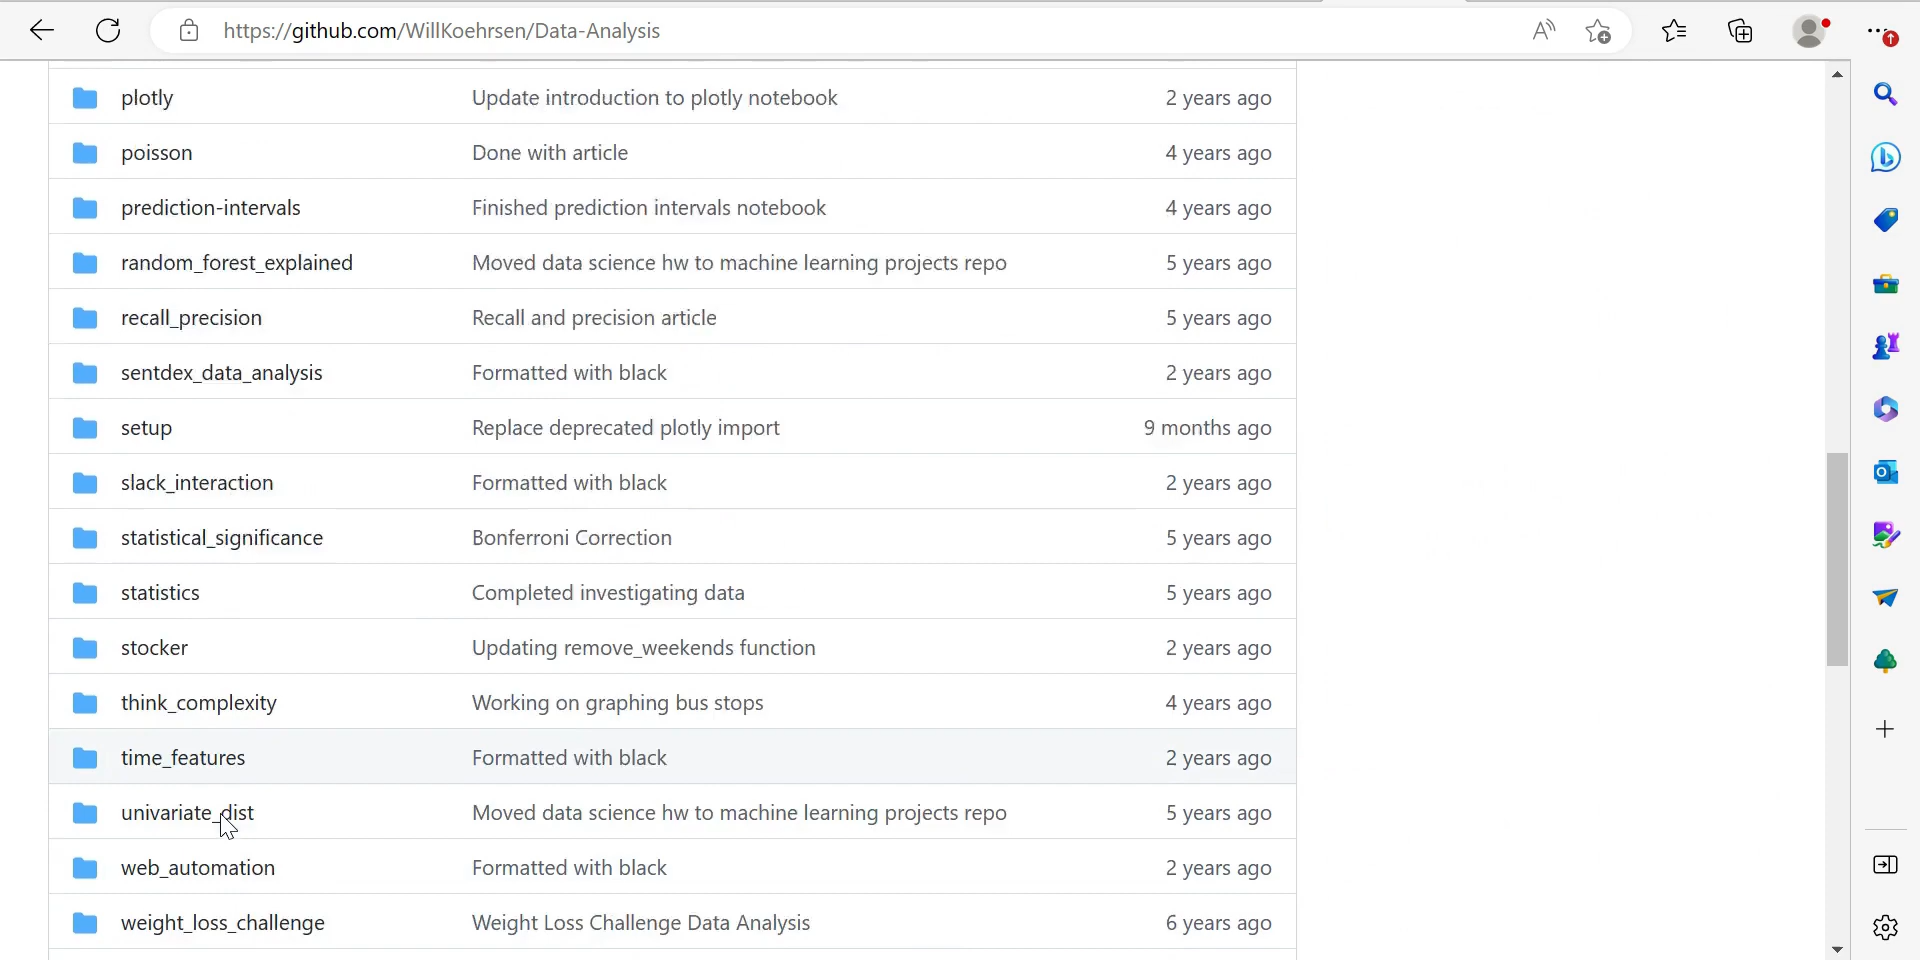 https://github.com/WillKoehrsen/Data-Analysis
plotly Update introduction to plotly notebook 2 years ago
poisson Done with article 4 years ago
prediction-intervals Finished prediction intervals notebook 4 years ago
random_forest_explained Moved data science hw to machine learning projects repo 5 years ago
recall_precision Recall and precision article 5 years ago
sentdex_data_analysis Formatted with black 2 years ago
setup Replace deprecated plotly import 9 months ago
slack_interaction Formatted with black 2 years ago
statistical_significance Bonferroni Correction 5 years ago
statistics Completed investigating data 5 years ago
stocker Updating remove_weekends function 2 years ago
think_complexity Working on graphing bus stops 4 years ago
time_features Formatted with black 2 years ago
univariate_dist Moved data science hw to machine learning projects repo 5 years ago
web_automation Formatted with black 2 years ago
weight_loss_challenge Weight Loss Challenge Data Analysis 6 years ago